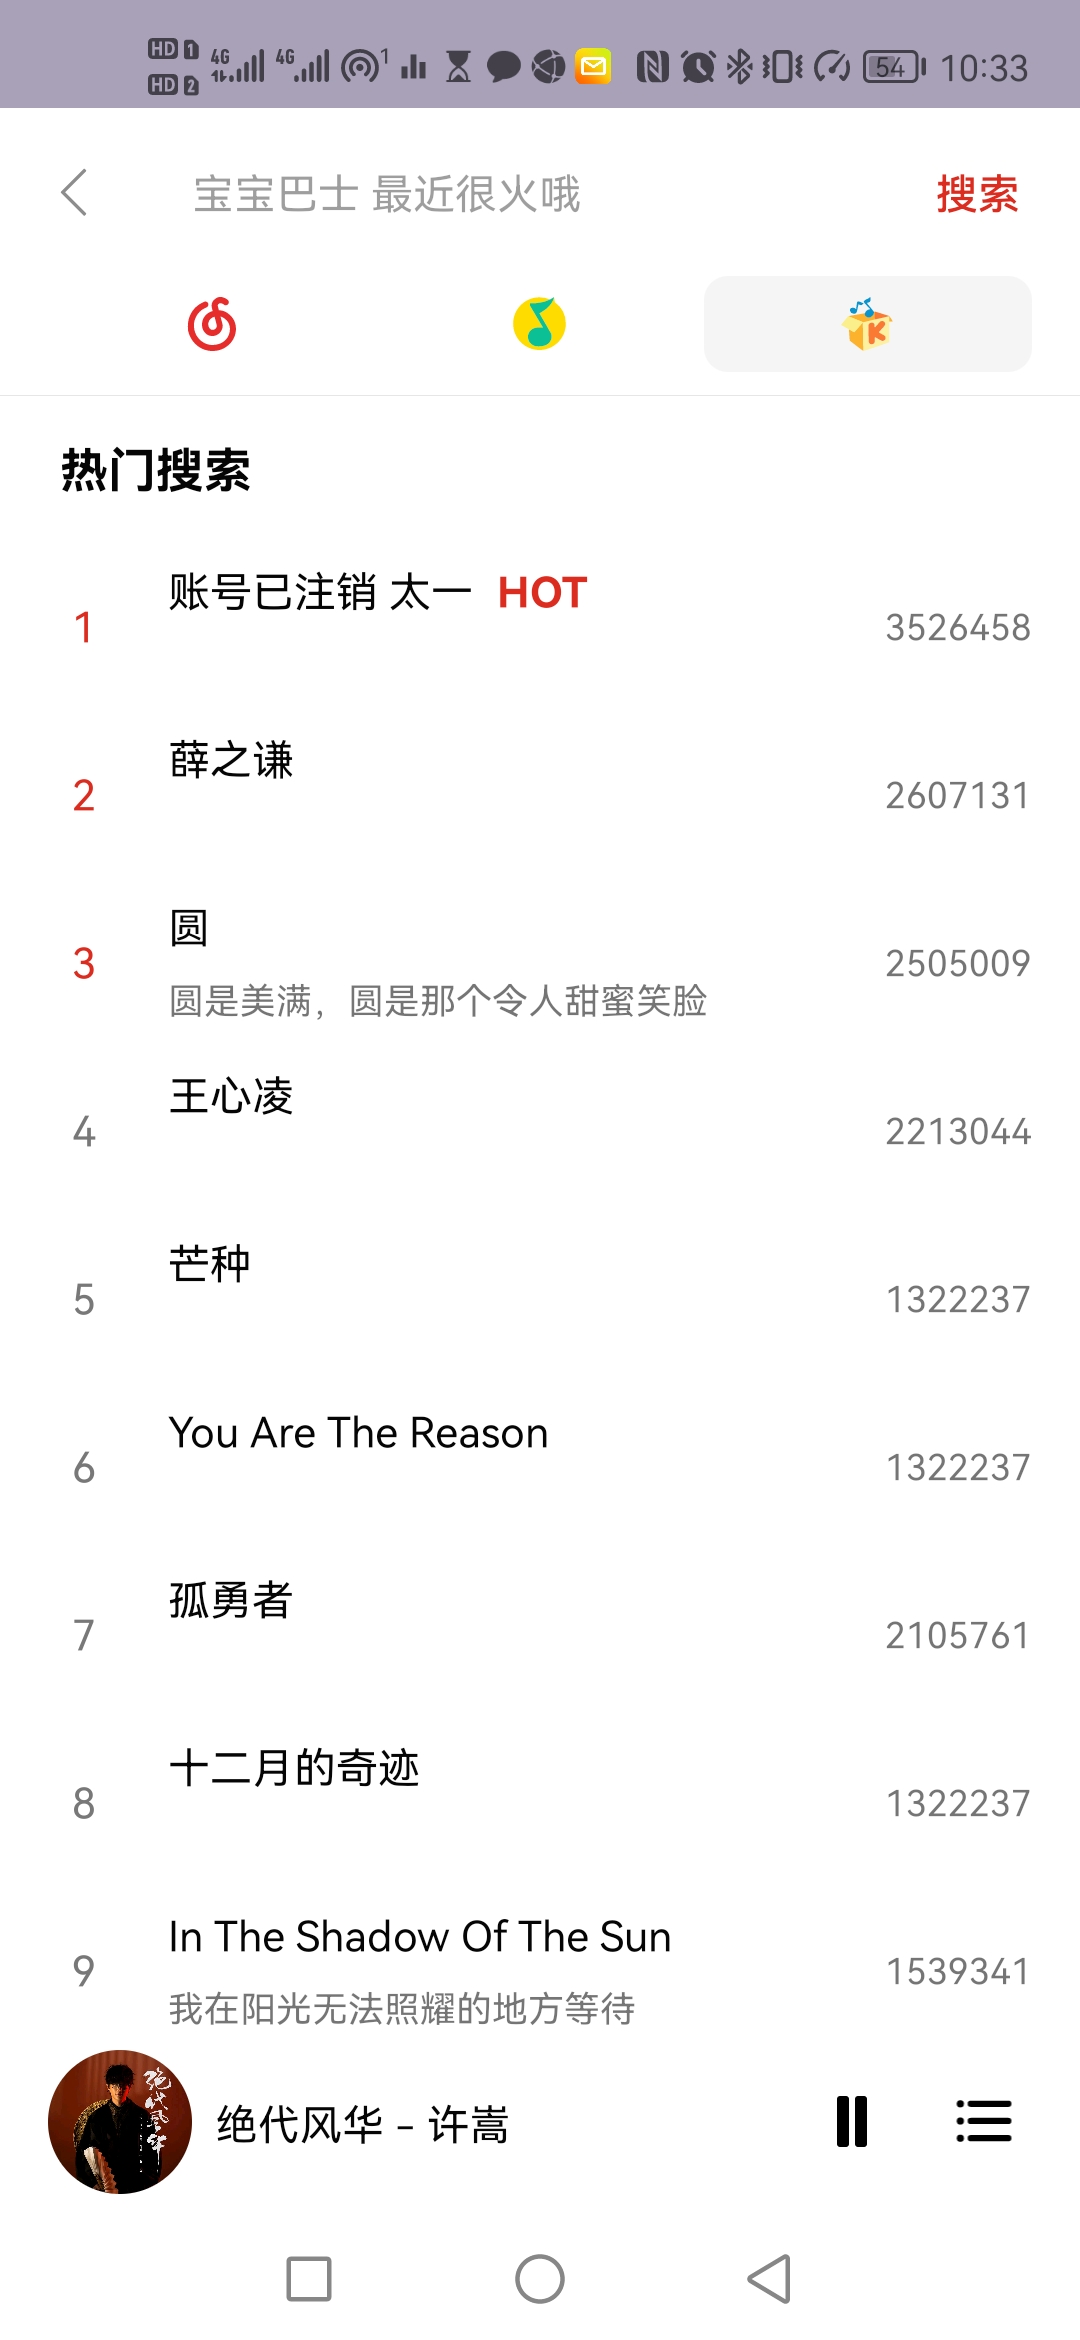 HD 1 4G 4G 1 54 10:33
HD 2
宝宝巴士 最近很火哦 搜索
K
热门搜索
1 账号已注销 太一 HOT 3526458
2 薛之谦 2607131
3 圆 2505009
圆是美满，圆是那个令人甜蜜笑脸
4 王心凌 2213044
5 芒种 1322237
6 You Are The Reason 1322237
7 孤勇者 2105761
8 十二月的奇迹 1322237
9 In The Shadow Of The Sun 1539341
我在阳光无法照耀的地方等待
绝代风华
绝代风华 - 许嵩